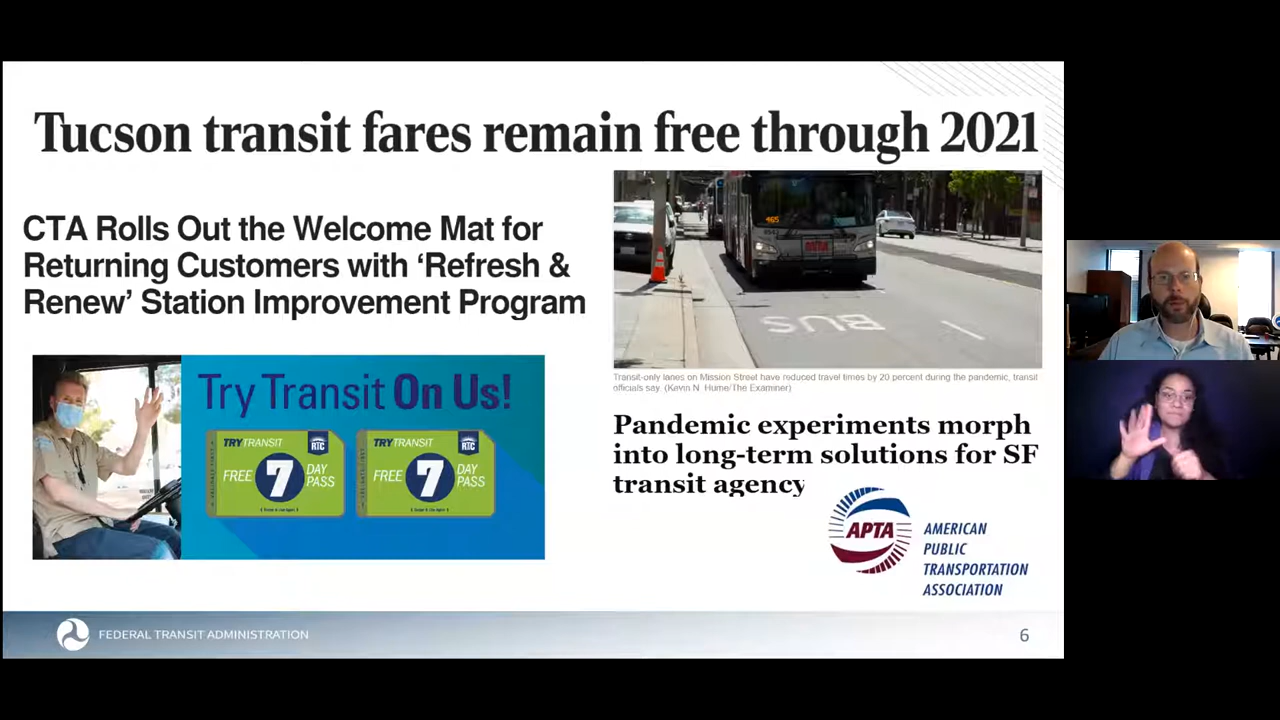 Tucson transit fares remain free through 2021
CTA Rolls Out the Welcome Mat for
Returning Customers with ‘Refresh &
Renew’ Station Improvement Program
Try Transit On Us!
TRY TRANSIT
RTC
FREE 7 DAY PASS
TRY TRANSIT
RTC
FREE 7 DAY PASS
BUS
Transit-only lanes on Mission Street have reduced travel times by 20 percent during the pandemic, transit
officials say. (Kevin N. Hume/The Examiner)
Pandemic experiments morph
into long-term solutions for SF
transit agency
APTA
AMERICAN
PUBLIC
TRANSPORTATION
ASSOCIATION
FEDERAL TRANSIT ADMINISTRATION
6